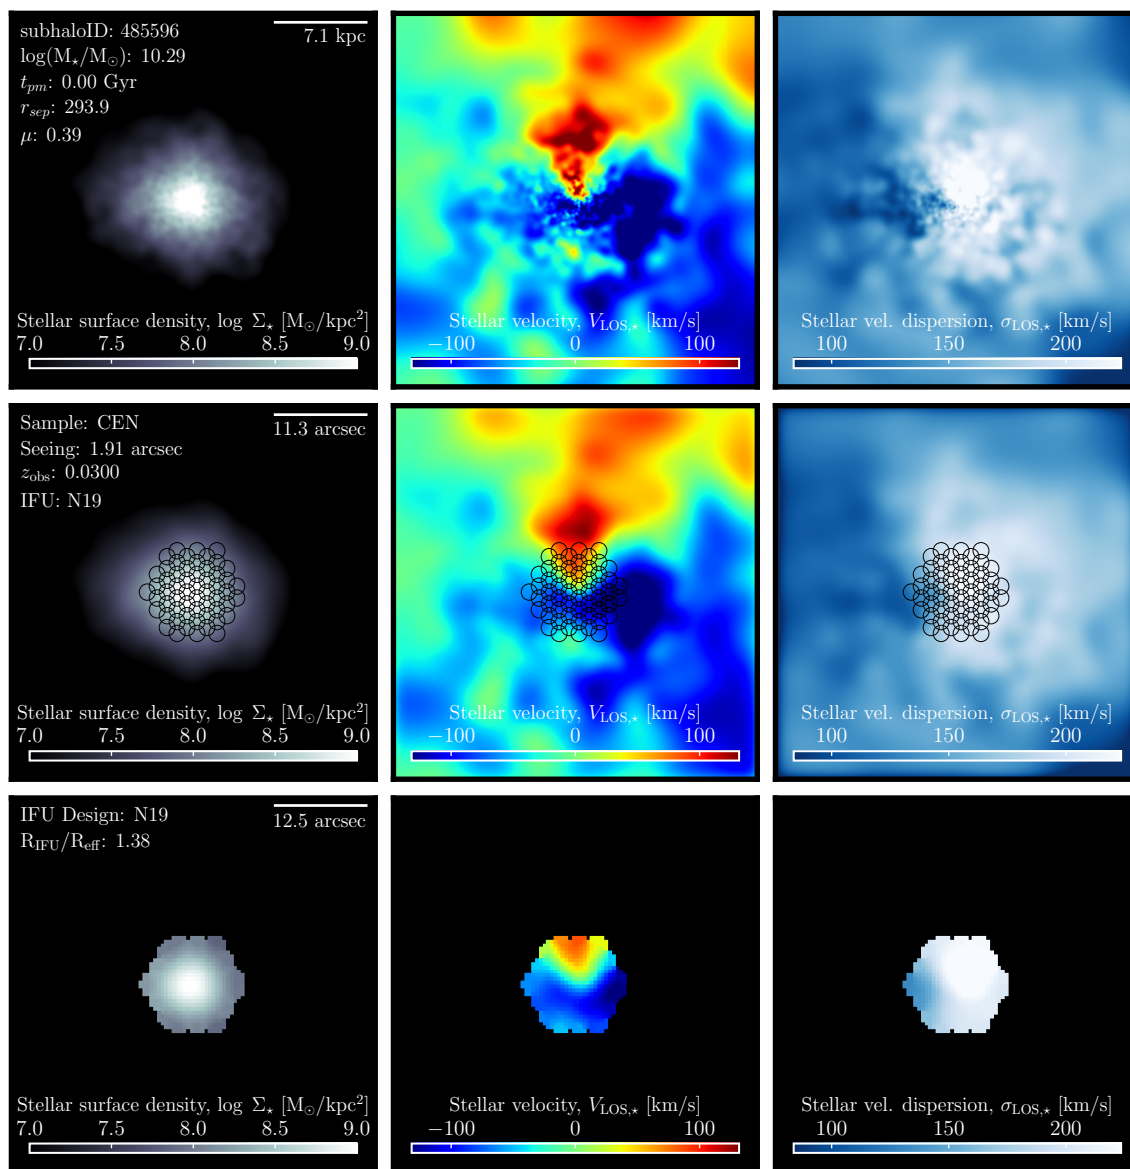 subhaloID: 485596
7.1 kpc
log(M⋆/M⊙): 10.29
t_pm: 0.00 Gyr
r_sep: 293.9
μ: 0.39
Stellar surface density, log Σ⋆ [M⊙/kpc²]
7.0 7.5 8.0 8.5 9.0
Stellar velocity, V_LOS,⋆ [km/s]
−100 0 100
Stellar vel. dispersion, σ_LOS,⋆ [km/s]
100 150 200
Sample: CEN
11.3 arcsec
Seeing: 1.91 arcsec
z_obs: 0.0300
IFU: N19
Stellar surface density, log Σ⋆ [M⊙/kpc²]
7.0 7.5 8.0 8.5 9.0
Stellar velocity, V_LOS,⋆ [km/s]
−100 0 100
Stellar vel. dispersion, σ_LOS,⋆ [km/s]
100 150 200
IFU Design: N19
12.5 arcsec
R_IFU/R_eff: 1.38
Stellar surface density, log Σ⋆ [M⊙/kpc²]
7.0 7.5 8.0 8.5 9.0
Stellar velocity, V_LOS,⋆ [km/s]
−100 0 100
Stellar vel. dispersion, σ_LOS,⋆ [km/s]
100 150 200